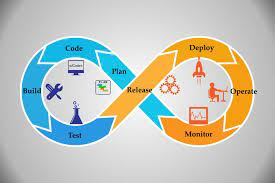 Code
Deploy
Plan
Build
Release
Operate
Test
Monitor